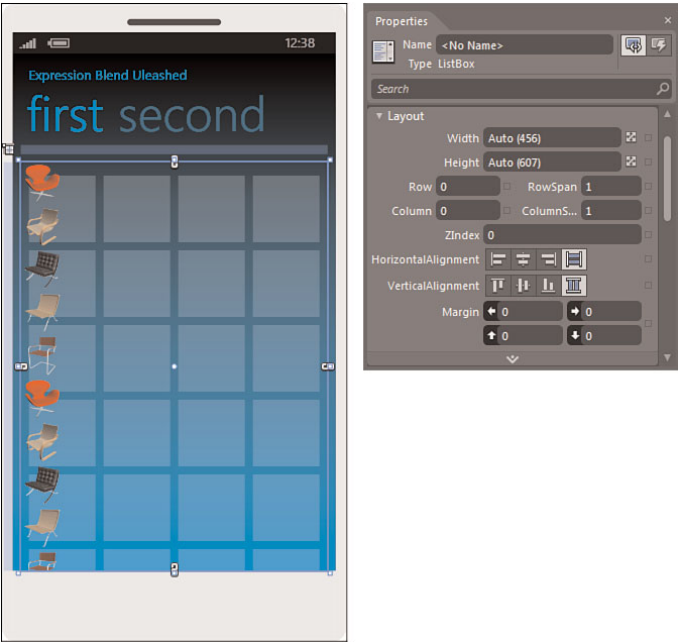 12:38
Expression Blend Uleashed
first second
Properties ×
Name <No Name>
Type ListBox
Search
Layout
Width Auto (456)
Height Auto (607)
Row 0 RowSpan 1
Column 0 ColumnS... 1
ZIndex 0
HorizontalAlignment
VerticalAlignment
Margin 0 0
0 0